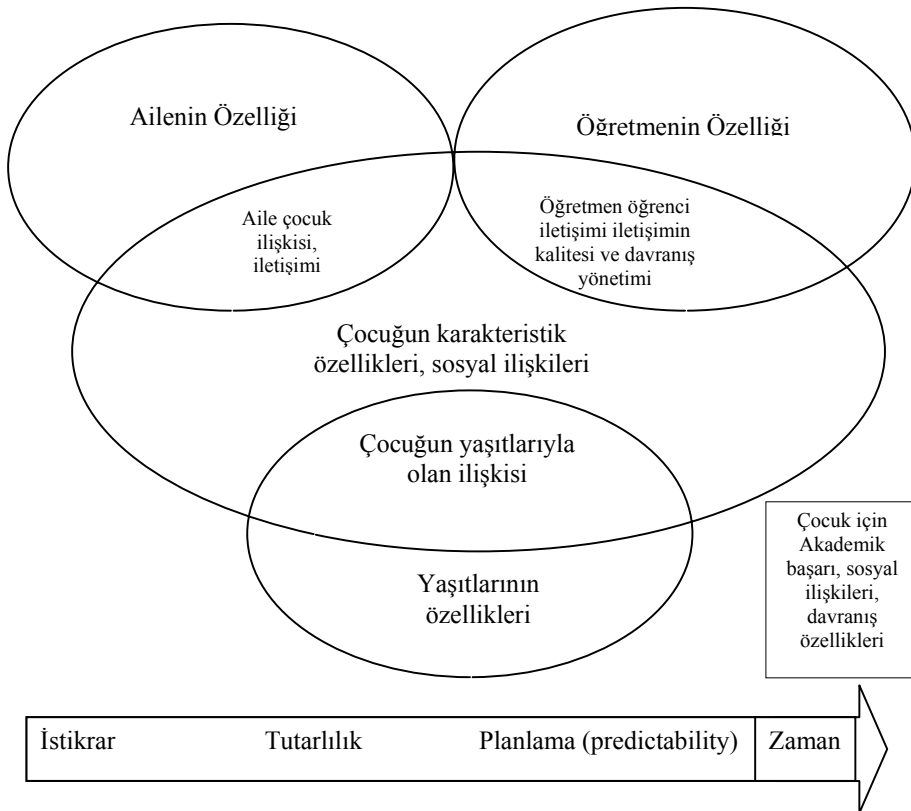 Ailenin Özelliği
Öğretmenin Özelliği
Aile çocuk
ilişkisi,
iletişimi
Öğretmen öğrenci
iletişimi iletişimin
kalitesi ve davranış
yönetimi
Çocuğun karakteristik
özellikleri, sosyal ilişkileri
Çocuğun yaşıtlarıyla
olan ilişkisi
Yaşıtlarının
özellikleri
Çocuk için
Akademik
başarı, sosyal
ilişkileri,
davranış
özellikleri
İstikrar Tutarlılık Planlama (predictability) Zaman